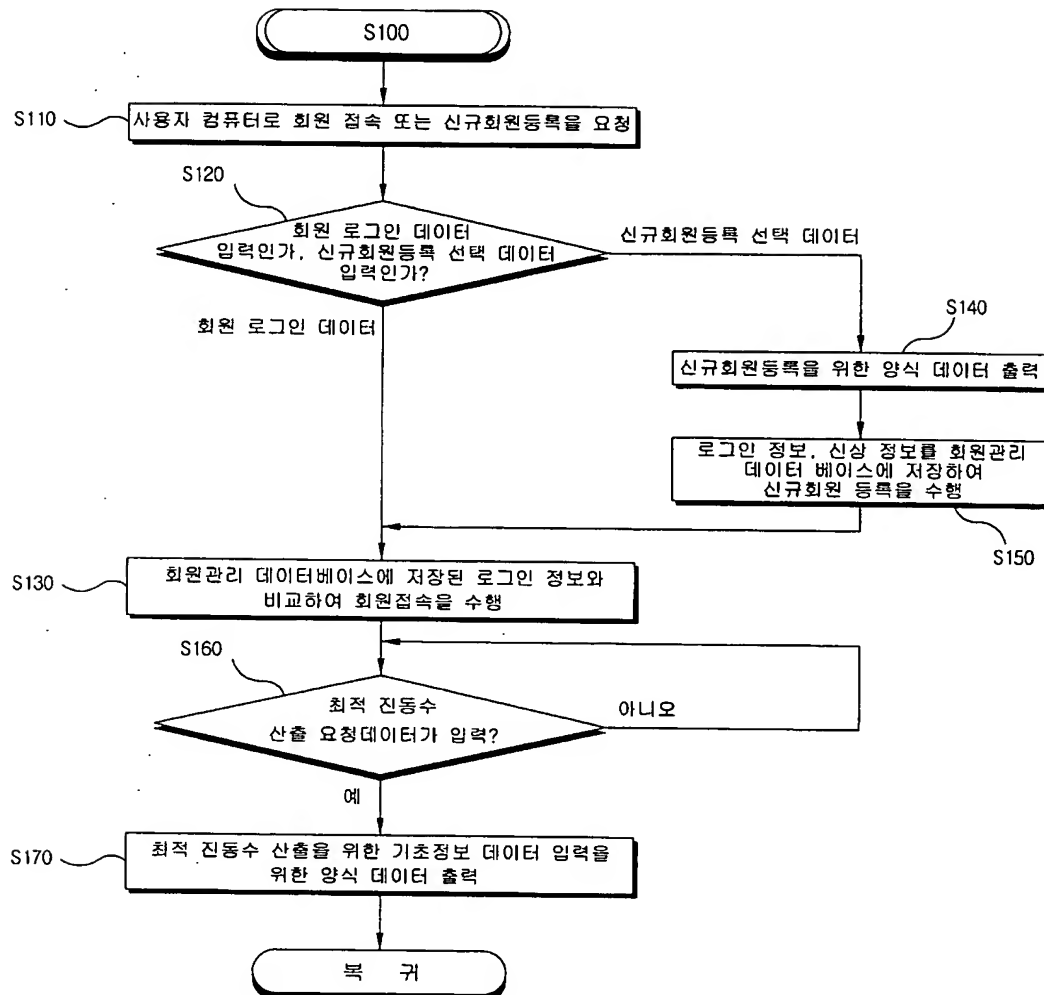 S100
S110
사용자 컴퓨터로 회원 접속 또는 신규회원등록을 요청
S120
회원 로그인 데이터
입력인가, 신규회원등록 선택 데이터
입력인가?
신규회원등록 선택 데이터
회원 로그인 데이터
S140
신규회원등록을 위한 양식 데이터 출력
로그인 정보, 신상 정보를 회원관리
데이터 베이스에 저장하여
신규회원 등록을 수행
S150
S130
회원관리 데이터베이스에 저장된 로그인 정보와
비교하여 회원접속을 수행
S160
최적 진동수
산출 요청데이터가 입력?
아니오
예
S170
최적 진동수 산출을 위한 기초정보 데이터 입력을
위한 양식 데이터 출력
복 귀